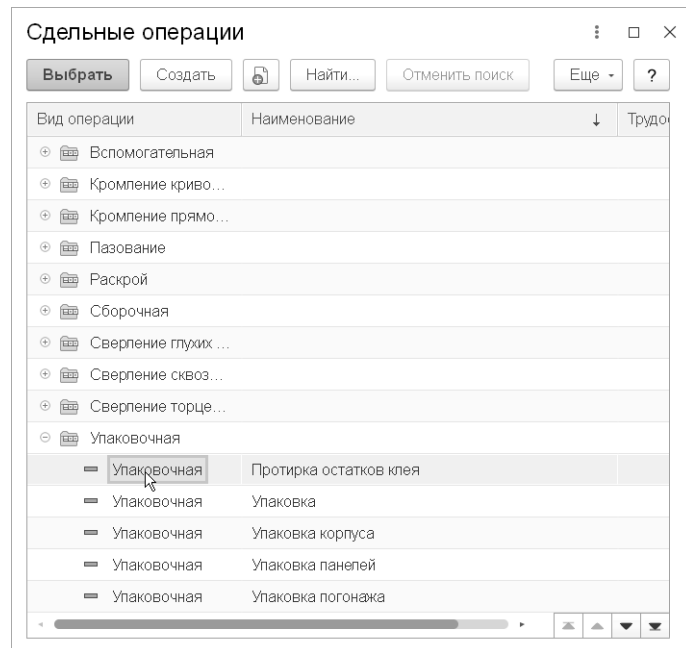 Сдельные операции
Выбрать Создать Найти... Отменить поиск Еще ?
Вид операции Наименование ↓ Трудо
Вспомогательная
Кромление криво...
Кромление прямо...
Пазование
Раскрой
Сборочная
Сверление глухих ...
Сверление сквоз...
Сверление торце...
Упаковочная
Упаковочная Протирка остатков клея
Упаковочная Упаковка
Упаковочная Упаковка корпуса
Упаковочная Упаковка панелей
Упаковочная Упаковка погонажа